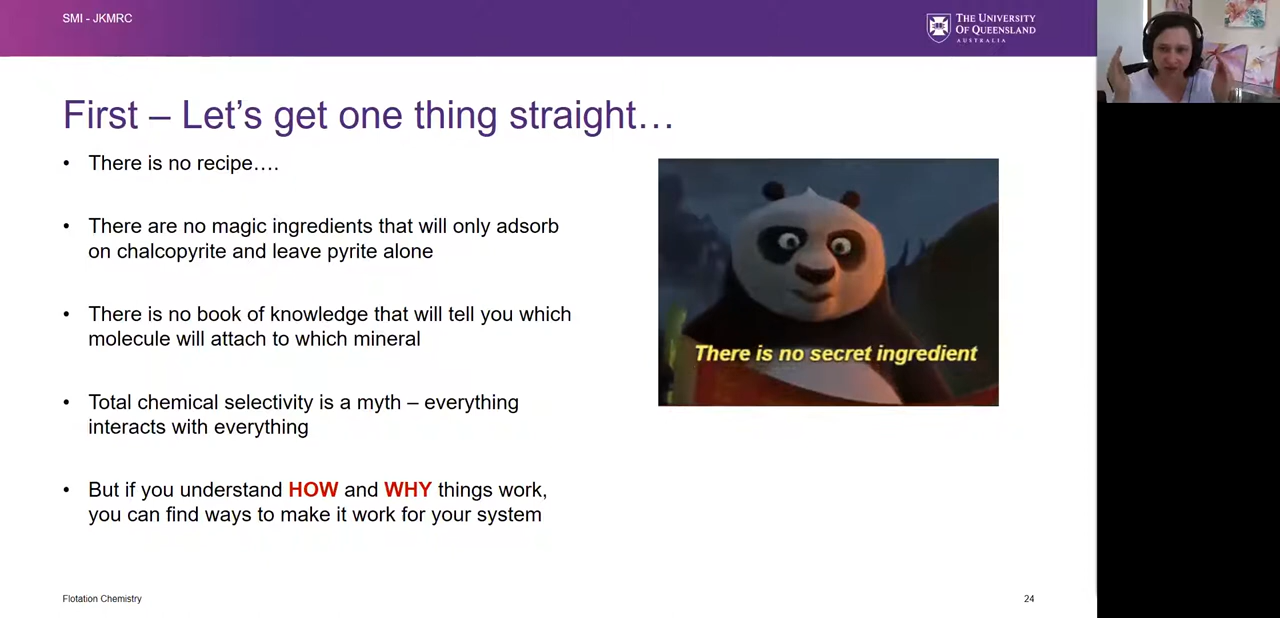 SMI - JKMRC
THE UNIVERSITY
OF QUEENSLAND
AUSTRALIA
First – Let's get one thing straight…
• There is no recipe….
• There are no magic ingredients that will only adsorb
on chalcopyrite and leave pyrite alone
• There is no book of knowledge that will tell you which
molecule will attach to which mineral
• Total chemical selectivity is a myth – everything
interacts with everything
• But if you understand HOW and WHY things work,
you can find ways to make it work for your system
There is no secret ingredient
Flotation Chemistry
24